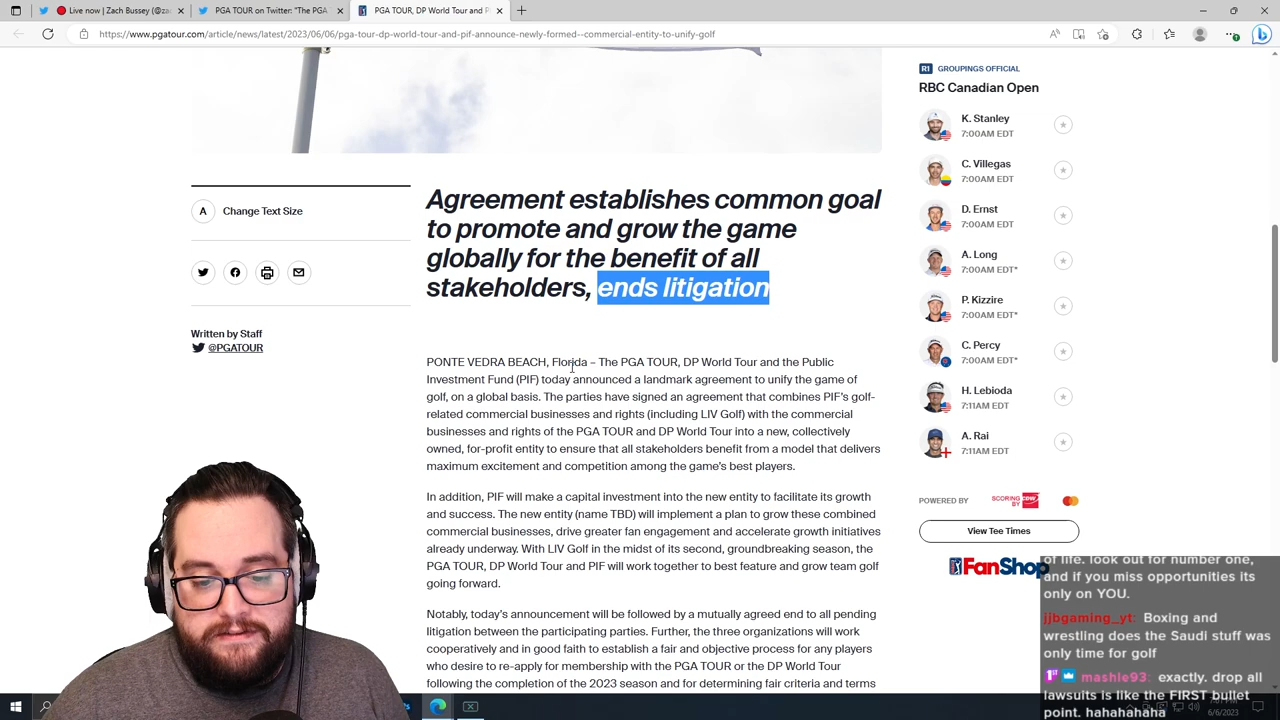 Live now | Zach Bussey (@za
PGA TOUR on Twitter: "The PGA
PGA TOUR, DP World Tour and P
https://www.pgatour.com/article/news/latest/2023/06/06/pga-tour-dp-world-tour-and-pif-announce-newly-formed--commercial-entity-to-unify-golf
R1 GROUPINGS OFFICIAL
RBC Canadian Open
K. Stanley
7:00AM EDT
C. Villegas
7:00AM EDT
D. Ernst
7:00AM EDT
A. Long
7:00AM EDT*
P. Kizzire
7:00AM EDT*
C. Percy
7:00AM EDT*
H. Lebioda
7:11AM EDT
A. Rai
7:11AM EDT
POWERED BY
SCORING BY CDW
View Tee Times
FanShop
A Change Text Size
Written by Staff
@PGATOUR
Agreement establishes common goal
to promote and grow the game
globally for the benefit of all
stakeholders, ends litigation
PONTE VEDRA BEACH, Florida – The PGA TOUR, DP World Tour and the Public
Investment Fund (PIF) today announced a landmark agreement to unify the game of
golf, on a global basis. The parties have signed an agreement that combines PIF's golf-
related commercial businesses and rights (including LIV Golf) with the commercial
businesses and rights of the PGA TOUR and DP World Tour into a new, collectively
owned, for-profit entity to ensure that all stakeholders benefit from a model that delivers
maximum excitement and competition among the game's best players.
In addition, PIF will make a capital investment into the new entity to facilitate its growth
and success. The new entity (name TBD) will implement a plan to grow these combined
commercial businesses, drive greater fan engagement and accelerate growth initiatives
already underway. With LIV Golf in the midst of its second, groundbreaking season, the
PGA TOUR, DP World Tour and PIF will work together to best feature and grow team golf
going forward.
Notably, today's announcement will be followed by a mutually agreed end to all pending
litigation between the participating parties. Further, the three organizations will work
cooperatively and in good faith to establish a fair and objective process for any players
who desire to re-apply for membership with the PGA TOUR or the DP World Tour
following the completion of the 2023 season and for determining fair criteria and terms
of life. look out for number one,
and if you miss opportunities its
only on YOU.
jjbgaming_yt: Boxing and
wrestling does the Saudi stuff was
only time for golf
mashle93: exactly. drop all
lawsuits is like the FIRST bullet
point. hahahahaha
6/6/2023